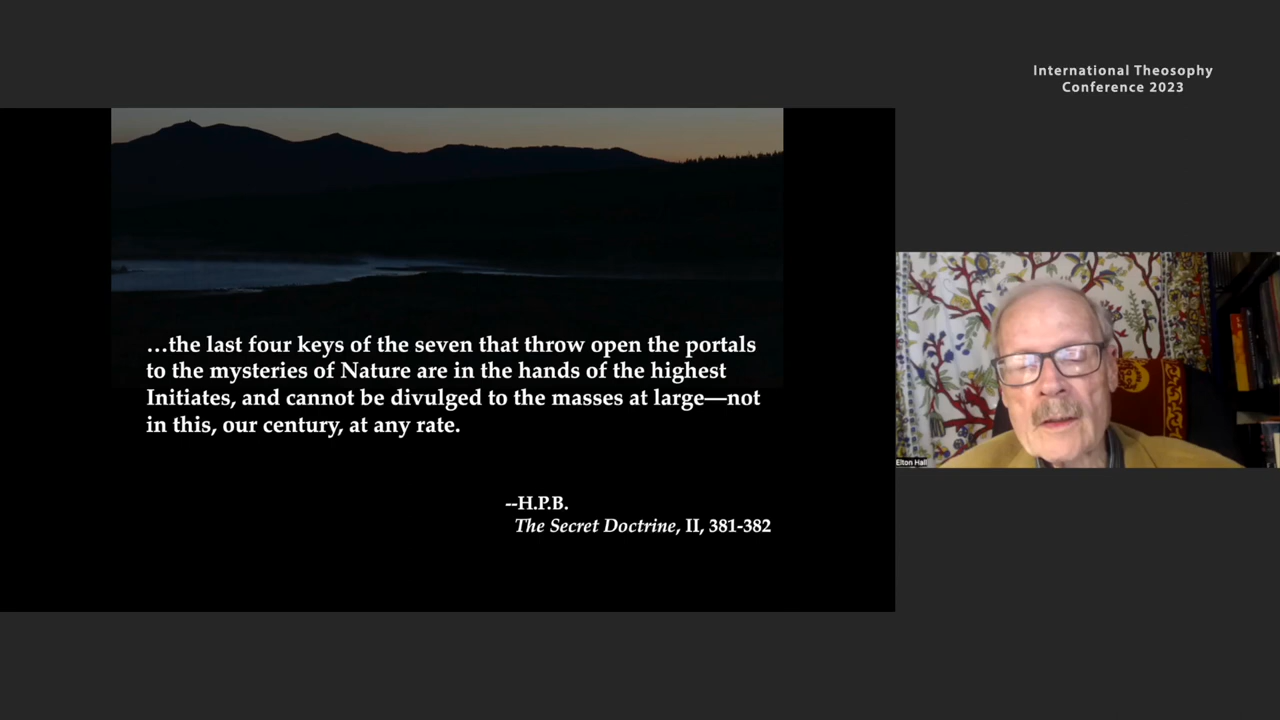 International Theosophy
Conference 2023
…the last four keys of the seven that throw open the portals
to the mysteries of Nature are in the hands of the highest
Initiates, and cannot be divulged to the masses at large—not
in this, our century, at any rate.
--H.P.B.
The Secret Doctrine, II, 381-382
Elton Hall